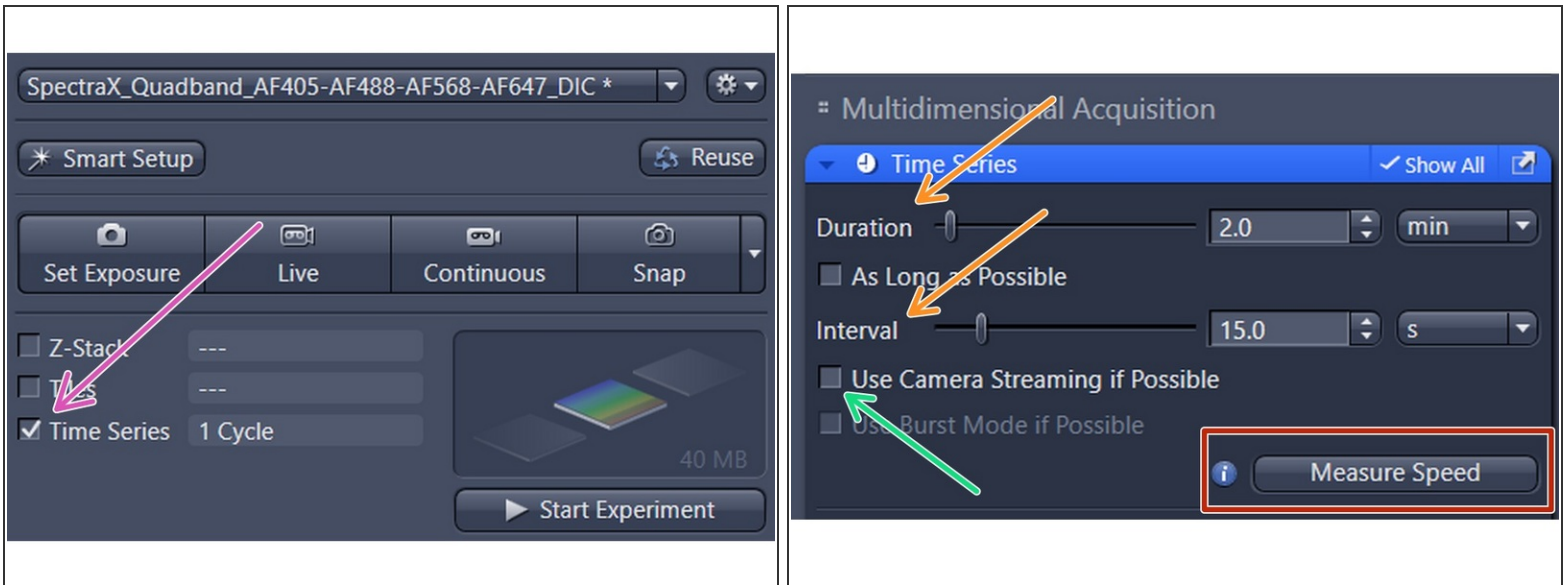 SpectraX_Quadband_AF405-AF488-AF568-AF647_DIC *
Smart Setup
Reuse
Set Exposure
Live
Continuous
Snap
Z-Stack
---
Tiles
---
Time Series
1 Cycle
40 MB
Start Experiment
Multidimensional Acquisition
Time Series
Show All
Duration
2.0
min
As Long as Possible
Interval
15.0
s
Use Camera Streaming if Possible
Use Burst Mode if Possible
Measure Speed